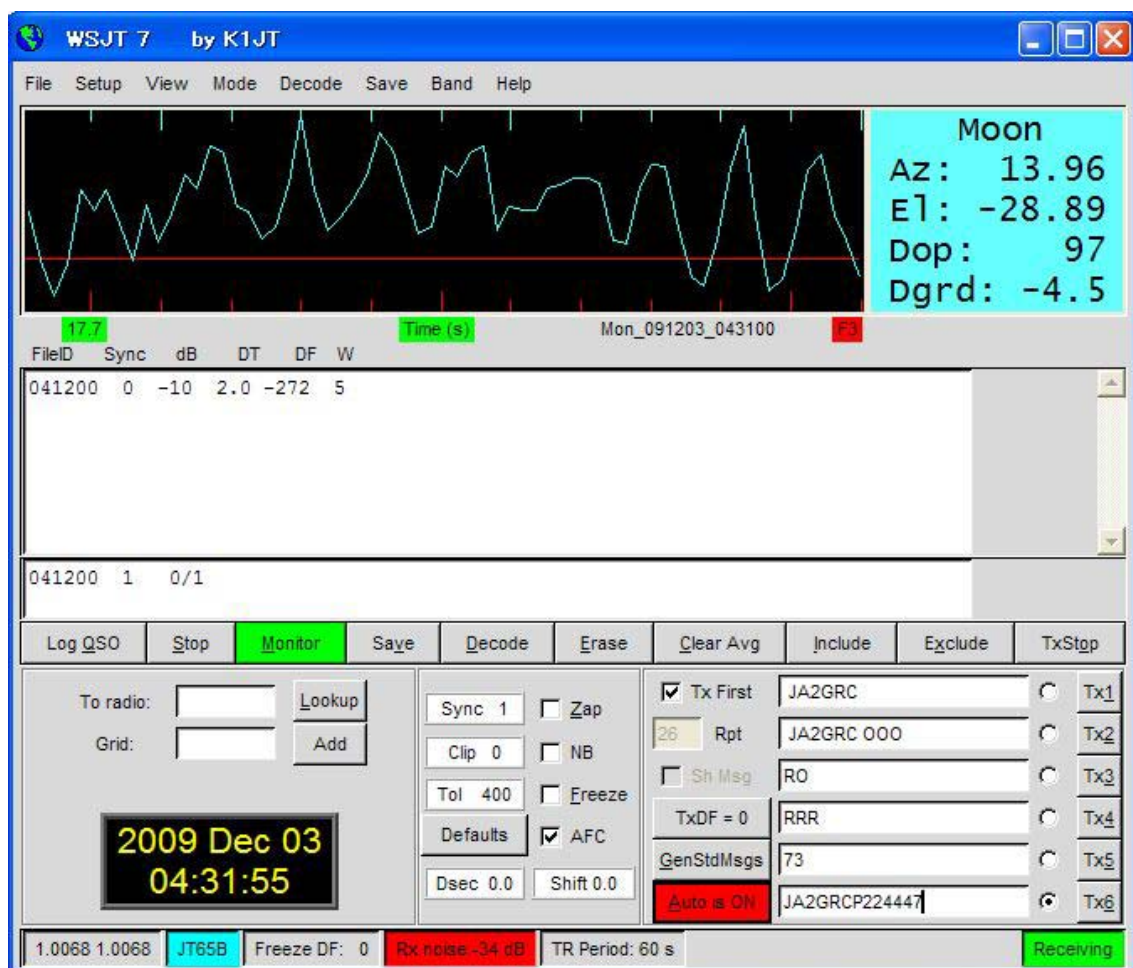 WSJT 7 by K1JT
File Setup View Mode Decode Save Band Help
Moon
Az: 13.96
El: -28.89
Dop: 97
Dgrd: -4.5
17.7 Time (s) Mon_091203_043100 F3
FileID Sync dB DT DF W
041200 0 -10 2.0 -272 5
041200 1 0/1
Log QSO Stop Monitor Save Decode Erase Clear Avg Include Exclude TxStop
To radio: Lookup
Grid: Add
2009 Dec 03
04:31:55
Sync 1 Zap
Clip 0 NB
Tol 400 Freeze
Defaults AFC
Dsec 0.0 Shift 0.0
Tx First JA2GRC Tx1
26 Rpt JA2GRC OOO Tx2
Sh Msg RO Tx3
TxDF = 0 RRR Tx4
GenStdMsgs 73 Tx5
Auto is ON JA2GRCP224447 Tx6
1.0068 1.0068 JT65B Freeze DF: 0 Rx noise -34 dB TR Period: 60 s Receiving